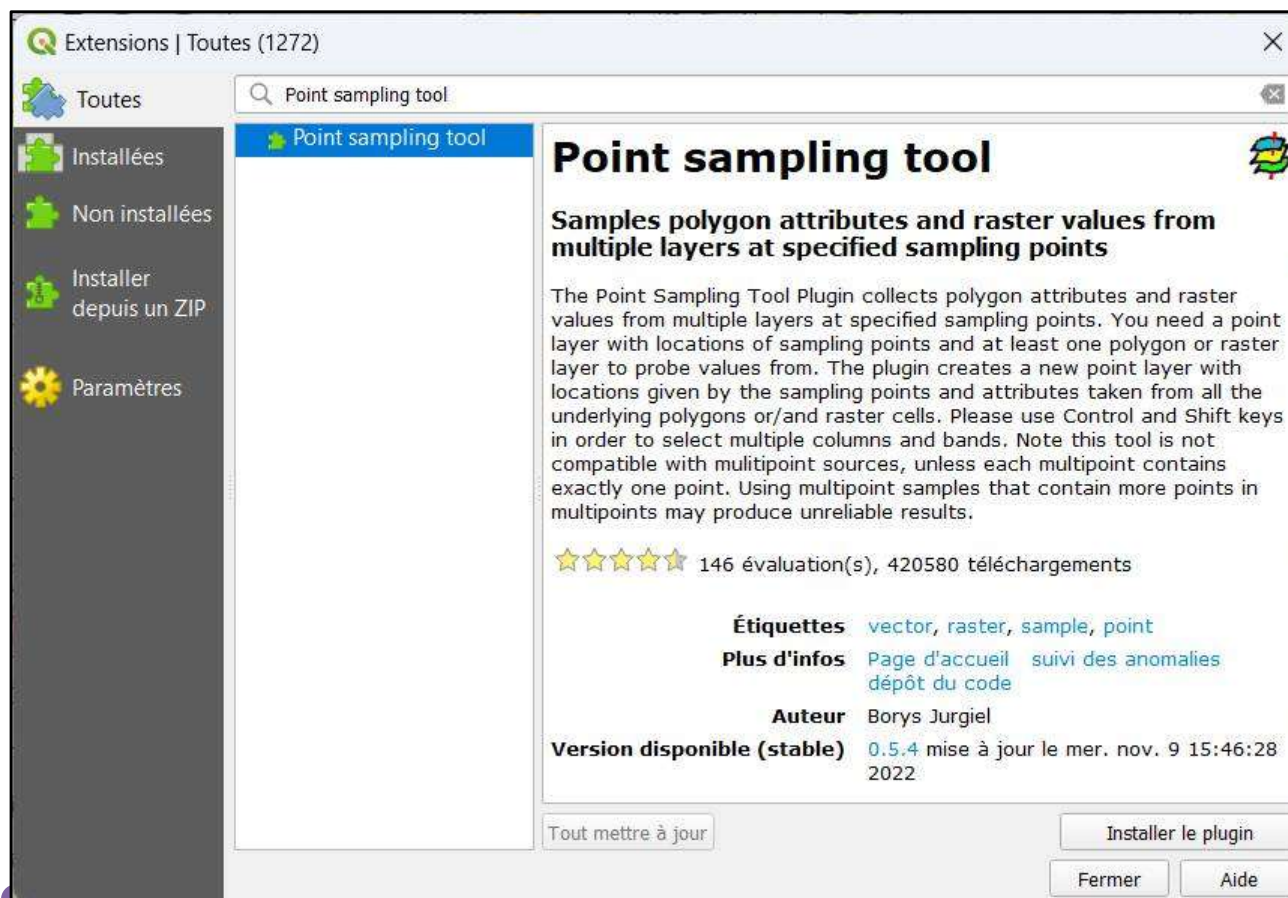 Extensions | Toutes (1272)
Toutes
Installées
Non installées
Installer
depuis un ZIP
Paramètres
Point sampling tool
Point sampling tool
Point sampling tool
Samples polygon attributes and raster values from
multiple layers at specified sampling points
The Point Sampling Tool Plugin collects polygon attributes and raster
values from multiple layers at specified sampling points. You need a point
layer with locations of sampling points and at least one polygon or raster
layer to probe values from. The plugin creates a new point layer with
locations given by the sampling points and attributes taken from all the
underlying polygons or/and raster cells. Please use Control and Shift keys
in order to select multiple columns and bands. Note this tool is not
compatible with mulitipoint sources, unless each multipoint contains
exactly one point. Using multipoint samples that contain more points in
multipoints may produce unreliable results.
146 évaluation(s), 420580 téléchargements
Étiquettes vector, raster, sample, point
Plus d'infos Page d'accueil suivi des anomalies
dépôt du code
Auteur Borys Jurgiel
Version disponible (stable) 0.5.4 mise à jour le mer. nov. 9 15:46:28
2022
Tout mettre à jour
Installer le plugin
Fermer
Aide